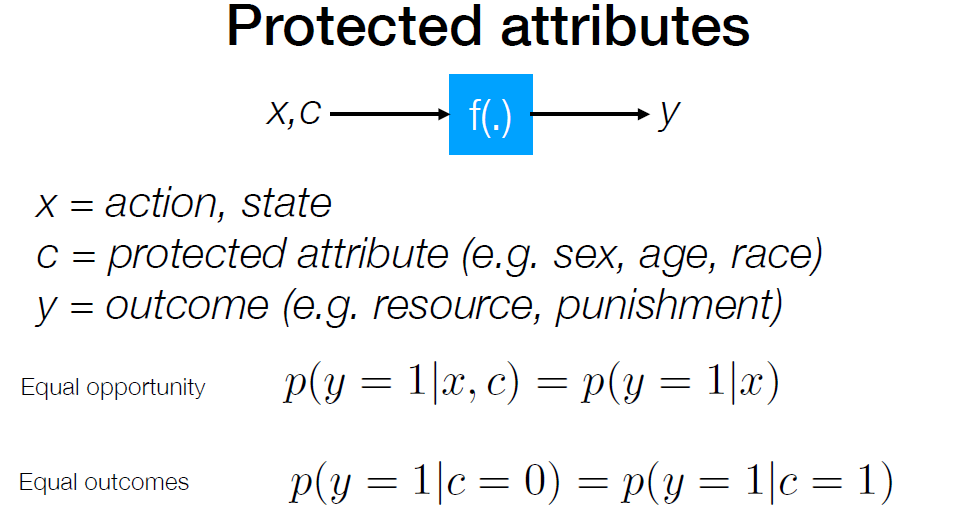 Protected attributes
x,c f(.) y
x = action, state
c = protected attribute (e.g. sex, age, race)
y = outcome (e.g. resource, punishment)
Equal opportunity p(y = 1|x, c) = p(y = 1|x)
Equal outcomes p(y = 1|c = 0) = p(y = 1|c = 1)